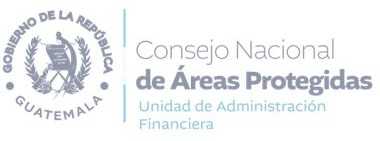 GOBIERNO DE LA REPÚBLICA
GUATEMALA
Consejo Nacional
de Áreas Protegidas
Unidad de Administración
Financiera